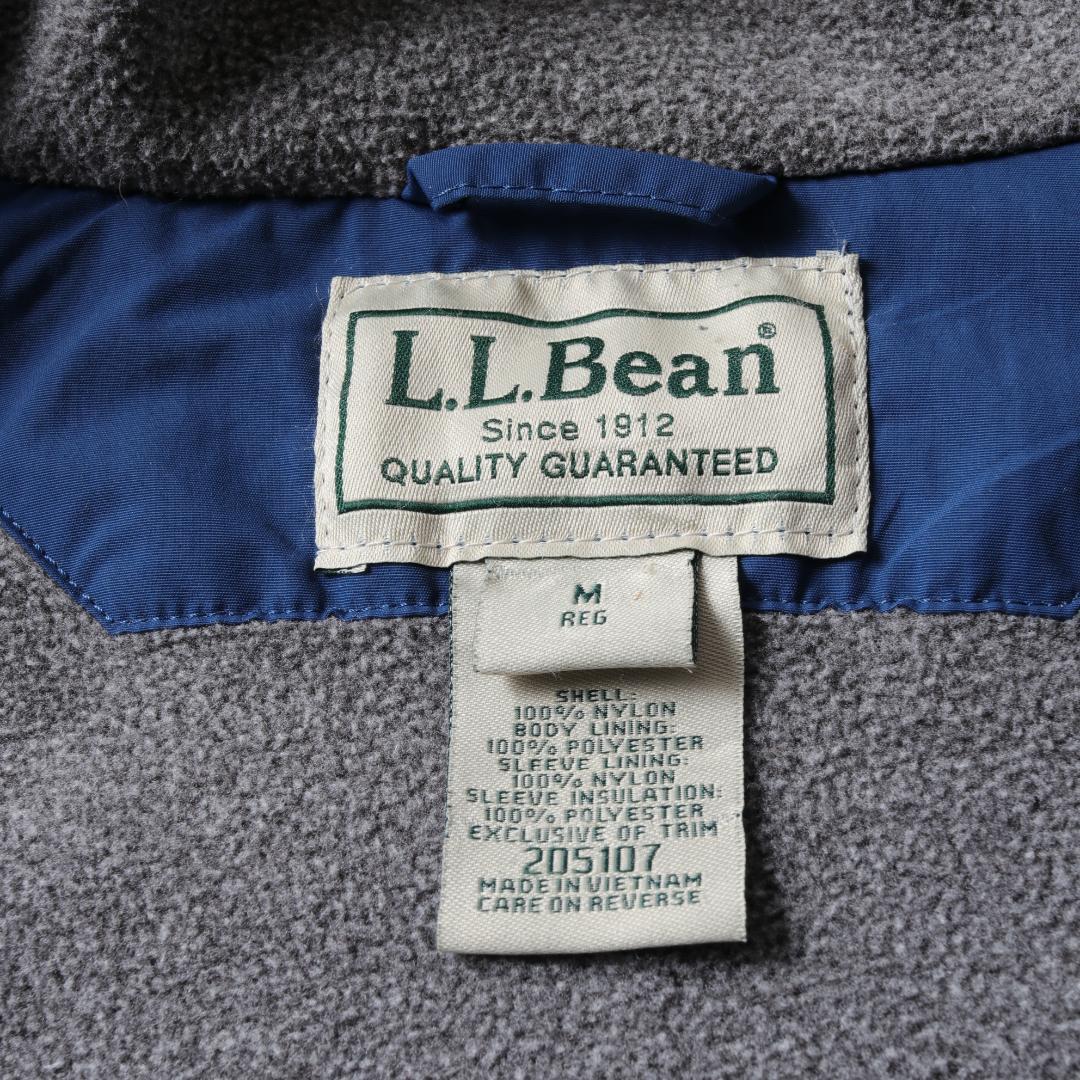 L.L.Bean®
Since 1912
QUALITY GUARANTEED
M
REG
SHELL:
100% NYLON
BODY LINING:
100% POLYESTER
SLEEVE LINING:
100% NYLON
SLEEVE INSULATION:
100% POLYESTER
EXCLUSIVE OF TRIM
205107
MADE IN VIETNAM
CARE ON REVERSE